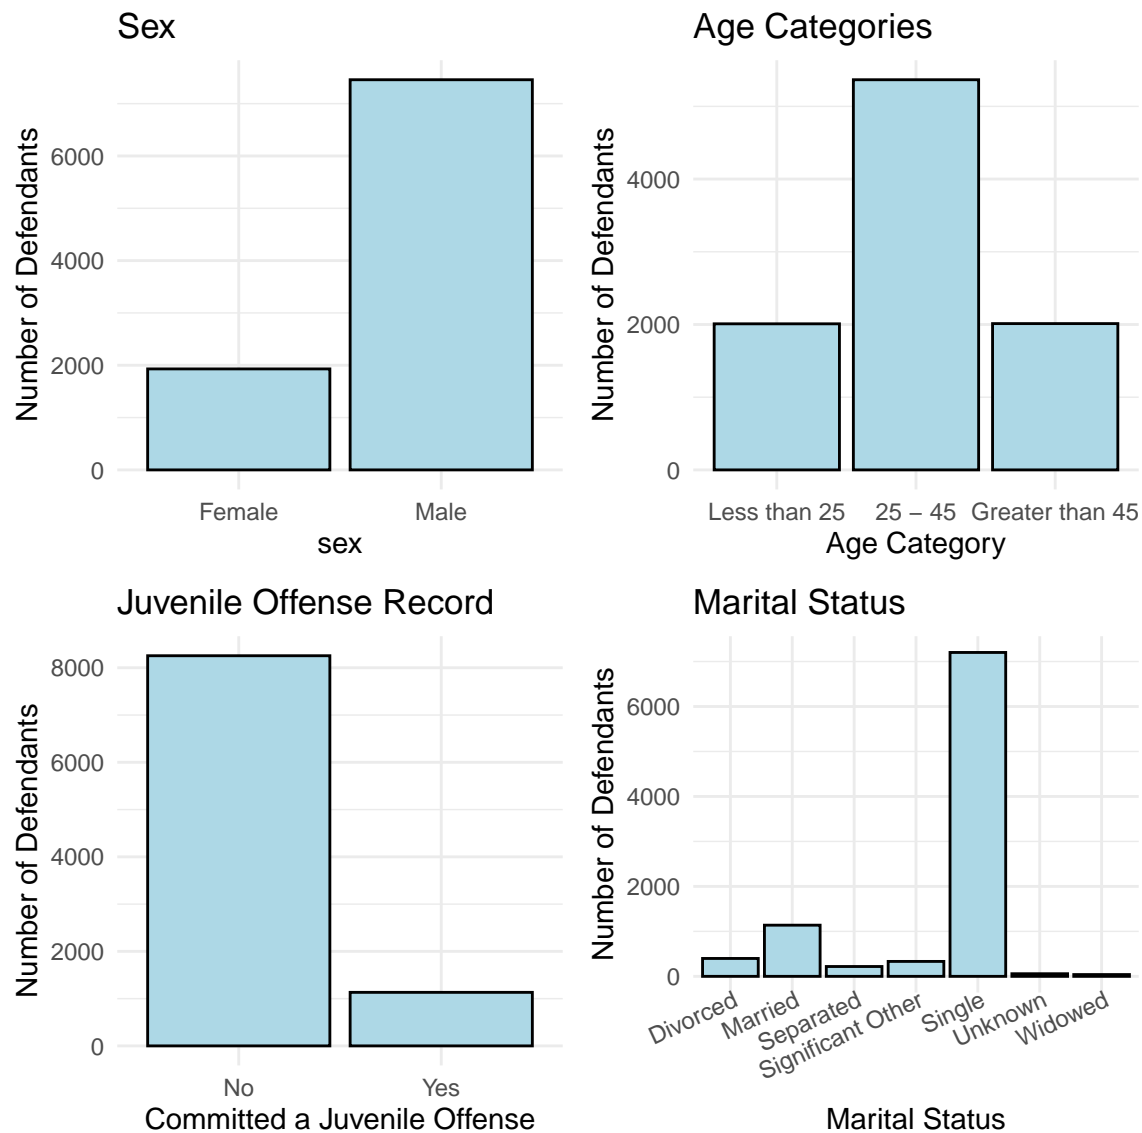 Sex
Number of Defendants
6000
4000
2000
0
Female Male
sex
Age Categories
Number of Defendants
4000
2000
0
Less than 25 25 – 45 Greater than 45
Age Category
Juvenile Offense Record
Number of Defendants
8000
6000
4000
2000
0
No Yes
Committed a Juvenile Offense
Marital Status
Number of Defendants
6000
4000
2000
0
Divorced
Married
Separated
Significant Other
Single
Unknown
Widowed
Marital Status